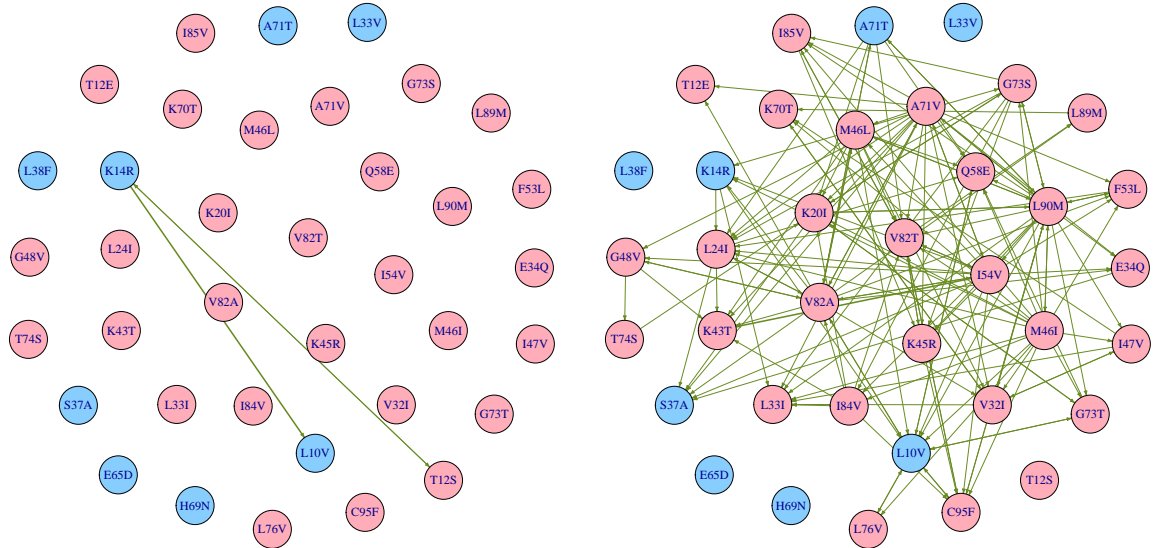 I85V
A71T
L33V
T12E
K70T
M46L
A71V
G73S
L89M
L38F
K14R
Q58E
F53L
K20I
L90M
V82T
G48V
L24I
I54V
E34Q
V82A
T74S
K43T
K45R
M46I
I47V
S37A
L33I
I84V
V32I
G73T
L10V
E65D
T12S
H69N
C95F
L76V
I85V
A71T
L33V
T12E
K70T
M46L
A71V
G73S
L89M
L38F
K14R
Q58E
F53L
K20I
L90M
V82T
G48V
L24I
I54V
E34Q
V82A
T74S
K43T
K45R
M46I
I47V
S37A
L33I
I84V
V32I
G73T
L10V
E65D
T12S
H69N
C95F
L76V